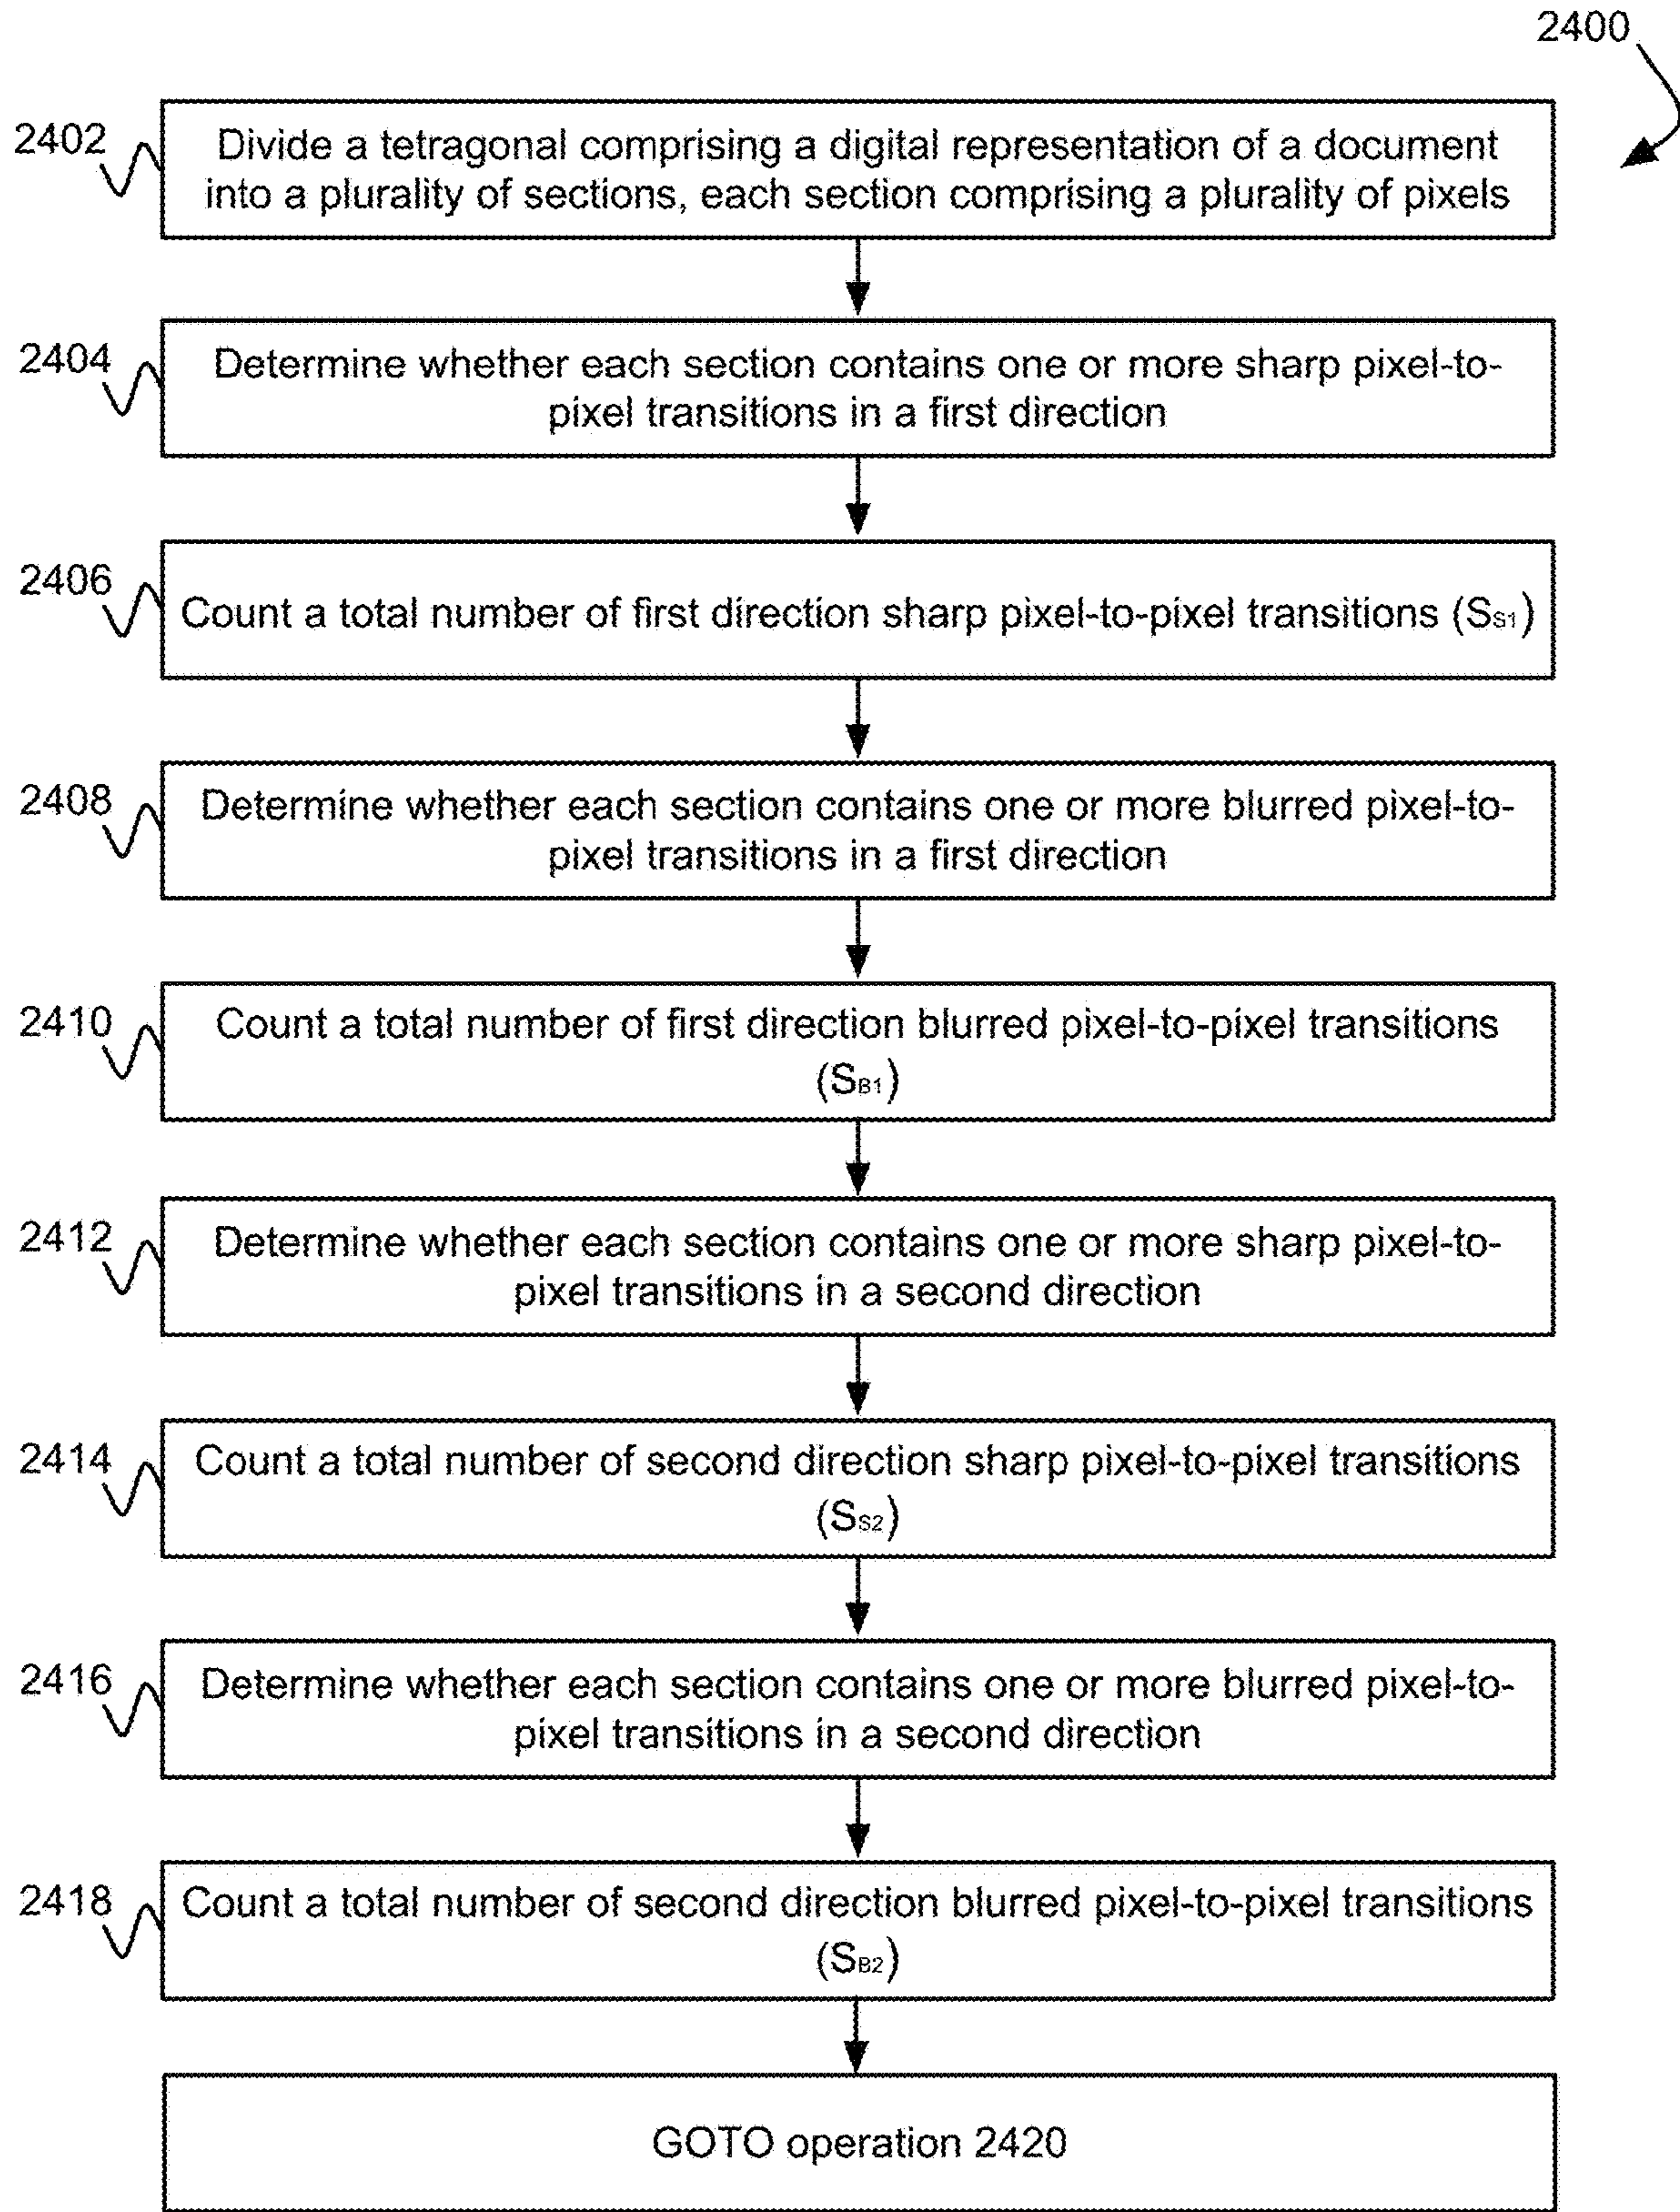 2400
2402
Divide a tetragonal comprising a digital representation of a document
into a plurality of sections, each section comprising a plurality of pixels
2404
Determine whether each section contains one or more sharp pixel-to-
pixel transitions in a first direction
2406
Count a total number of first direction sharp pixel-to-pixel transitions (SS1)
2408
Determine whether each section contains one or more blurred pixel-to-
pixel transitions in a first direction
2410
Count a total number of first direction blurred pixel-to-pixel transitions
(SB1)
2412
Determine whether each section contains one or more sharp pixel-to-
pixel transitions in a second direction
2414
Count a total number of second direction sharp pixel-to-pixel transitions
(SS2)
2416
Determine whether each section contains one or more blurred pixel-to-
pixel transitions in a second direction
2418
Count a total number of second direction blurred pixel-to-pixel transitions
(SB2)
GOTO operation 2420